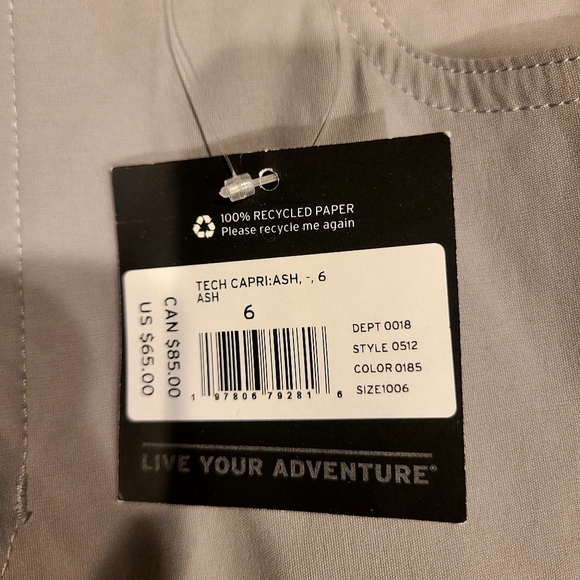 100% RECYCLED PAPER
Please recycle me again
TECH CAPRI:ASH, -, 6
ASH
6
CAN $85.00
US $65.00
DEPT 0018
STYLE 0512
COLOR 0185
SIZE1006
1 97806 79281 6
LIVE YOUR ADVENTURE®